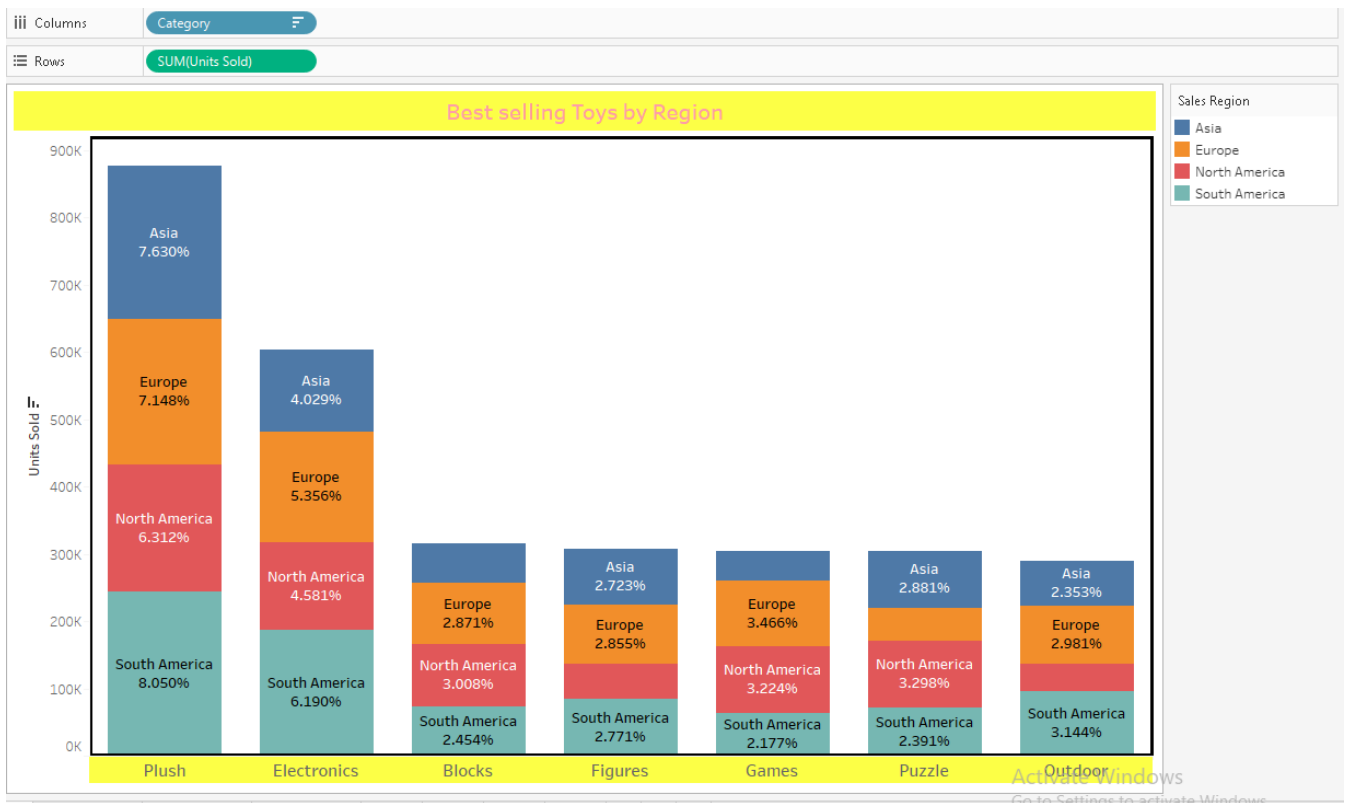 Columns
Category
Rows
SUM(Units Sold)
Best selling Toys by Region
Sales Region
Asia
Europe
North America
South America
900K
800K
700K
600K
500K
400K
300K
200K
100K
0K
Units Sold
Asia
7.630%
Europe
7.148%
North America
6.312%
South America
8.050%
Asia
4.029%
Europe
5.356%
North America
4.581%
South America
6.190%
Europe
2.871%
North America
3.008%
South America
2.454%
Asia
2.723%
Europe
2.855%
South America
2.771%
Europe
3.466%
North America
3.224%
South America
2.177%
Asia
2.881%
North America
3.298%
South America
2.391%
Asia
2.353%
Europe
2.981%
South America
3.144%
Plush Electronics Blocks Figures Games Puzzle Outdoor
Activate Windows
Go to Settings to activate Windows.